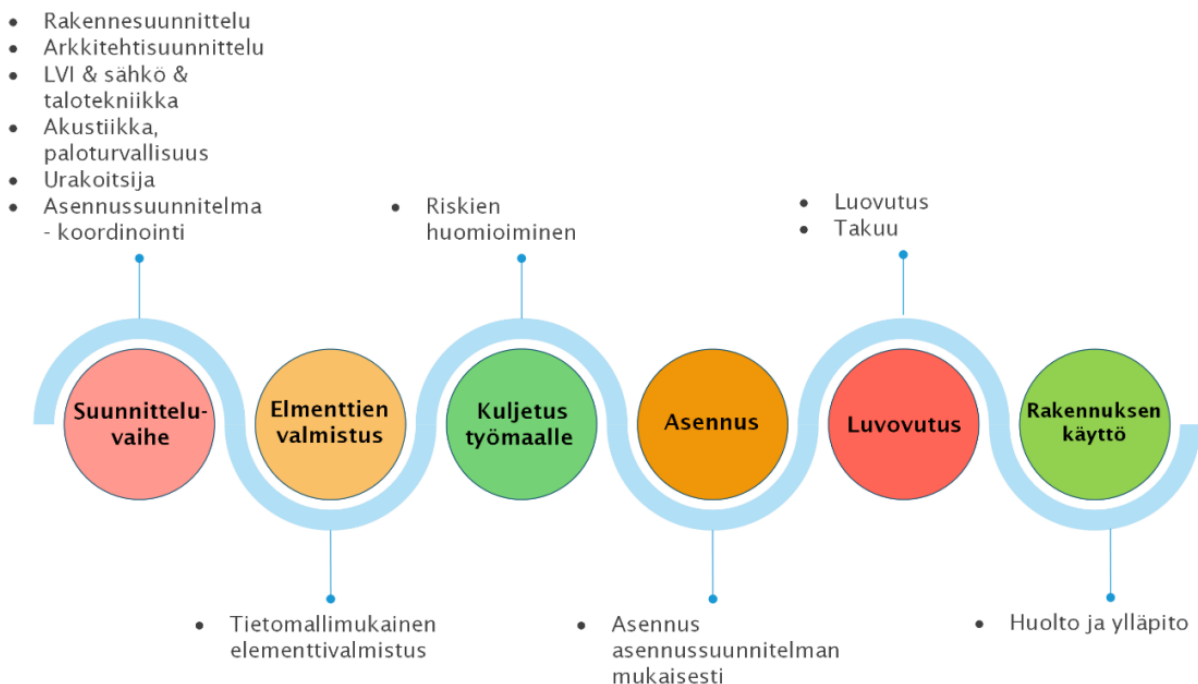 • Rakennesuunnittelu
• Arkkitehtisuunnittelu
• LVI & sähkö &
talotekniikka
• Akustiikka,
paloturvallisuus
• Urakoitsija
• Asennussuunnitelma
- koordinointi
• Riskien
huomioiminen
• Luovutus
• Takuu
Suunnittelu-
vaihe
Elmenttien
valmistus
Kuljetus
työmaalle
Asennus
Luvovutus
Rakennuksen
käyttö
• Tietomallimukainen
elementtivalmistus
• Asennus
asennussuunnitelman
mukaisesti
• Huolto ja ylläpito